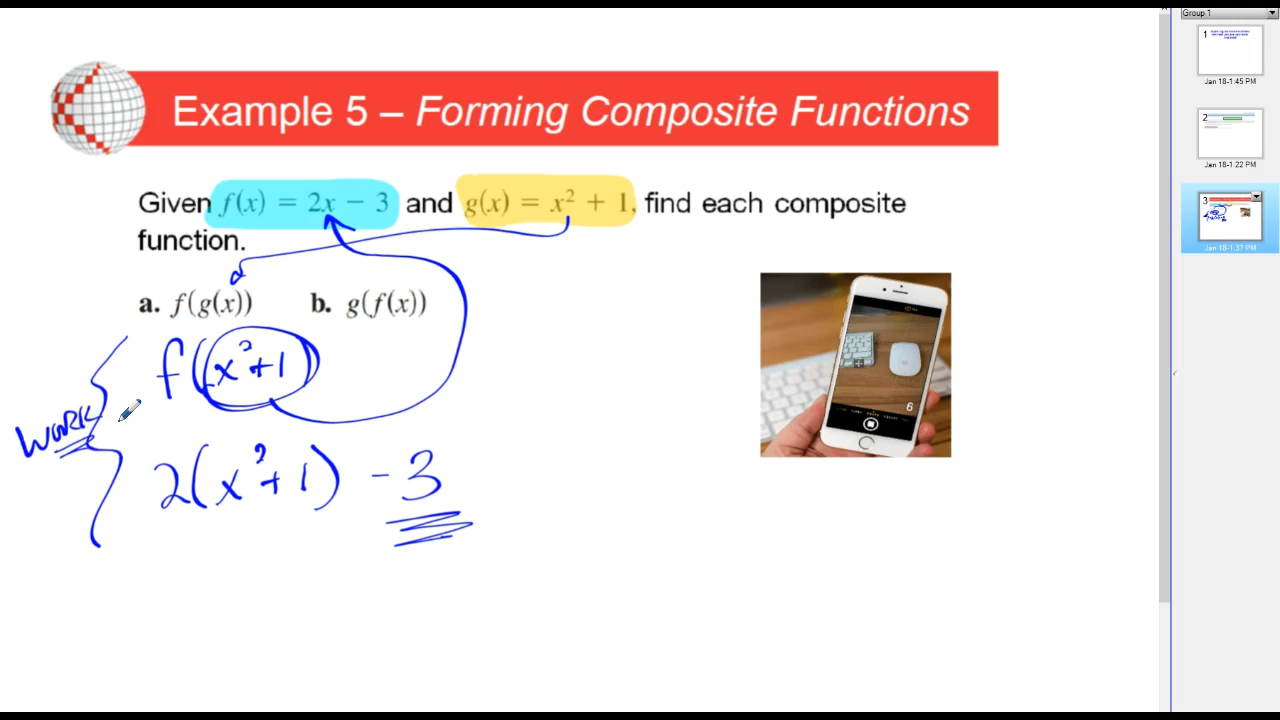 Example 5 – Forming Composite Functions
Given f(x) = 2x − 3 and g(x) = x² + 1, find each composite
function.
a. f(g(x)) b. g(f(x))
f((x²+1))
WORK
2(x²+1) - 3
6
Group 1
1
Jan 18-1:45 PM
2
Jan 18-1:22 PM
3
Jan 18-1:37 PM